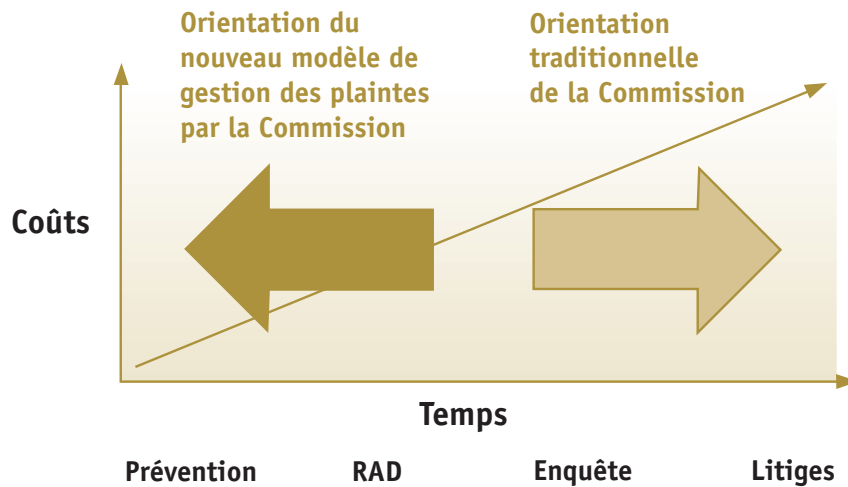 Orientation du
nouveau modèle de
gestion des plaintes
par la Commission
Orientation
traditionnelle
de la Commission
Coûts
Temps
Prévention
RAD
Enquête
Litiges